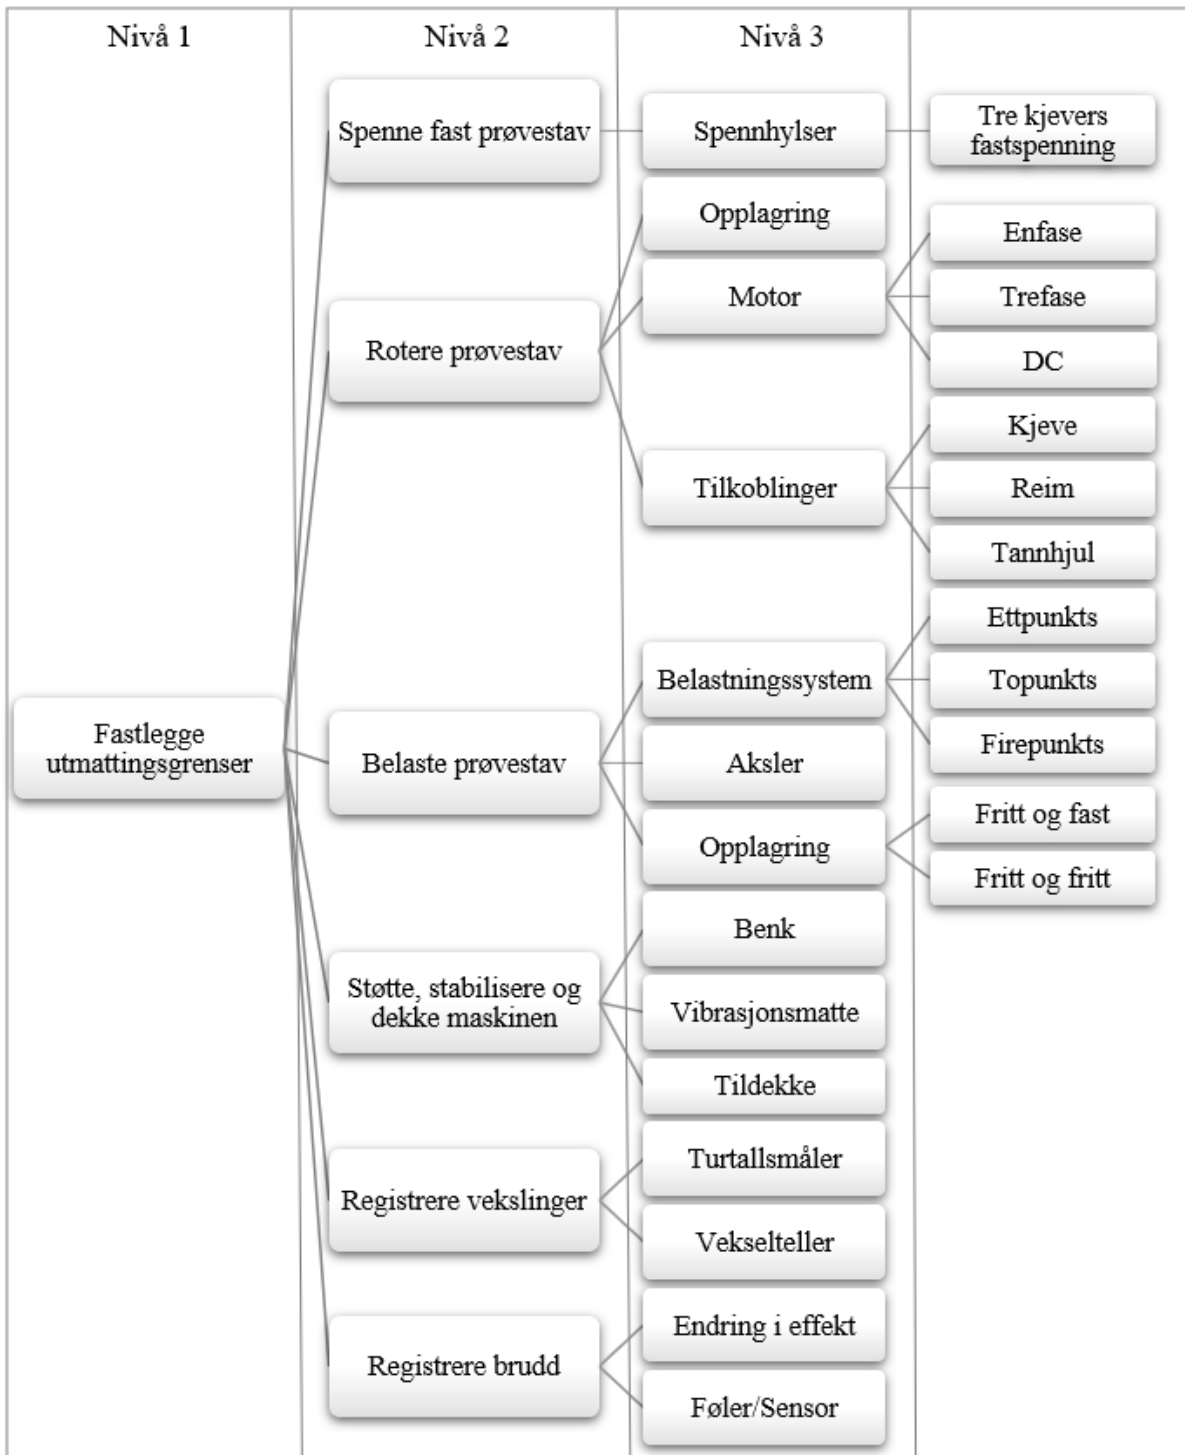 Nivå 1
Nivå 2
Nivå 3
Spenne fast prøvestav
Spennhylser
Tre kjevers
fastspenning
Opplagring
Enfase
Motor
Trefase
Rotere prøvestav
DC
Kjeve
Tilkoblinger
Reim
Tannhjul
Ettpunkts
Belastningssystem
Topunkts
Fastlegge
utmattingsgrenser
Firepunkts
Belaste prøvestav
Aksler
Fritt og fast
Opplagring
Fritt og fritt
Benk
Støtte, stabilisere og
dekke maskinen
Vibrasjonsmatte
Tildekke
Turtallsmåler
Registrere vekslinger
Vekselteller
Endring i effekt
Registrere brudd
Føler/Sensor